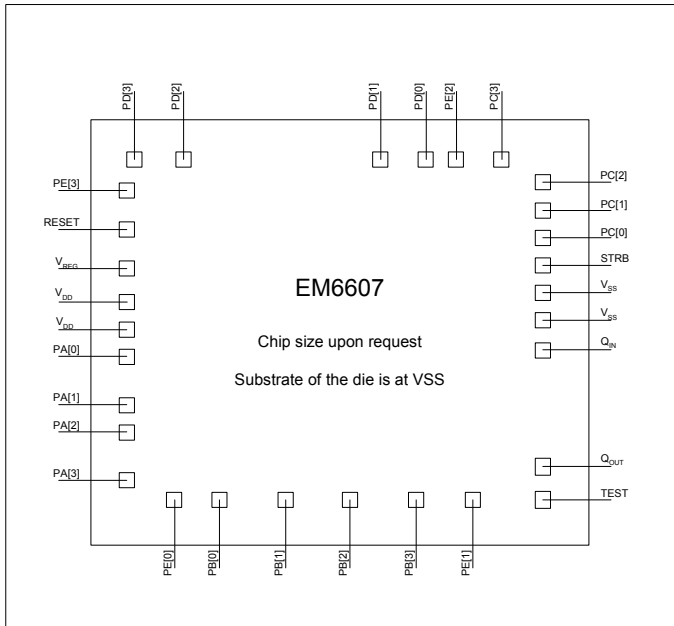 PD[3]
PD[2]
PD[1]
PD[0]
PE[2]
PC[3]
PE[3]
RESET
VREG
VDD
VDD
PA[0]
PA[1]
PA[2]
PA[3]
EM6607
Chip size upon request
Substrate of the die is at VSS
PC[2]
PC[1]
PC[0]
STRB
VSS
VSS
QIN
QOUT
TEST
PE[0]
PB[0]
PB[1]
PB[2]
PB[3]
PE[1]